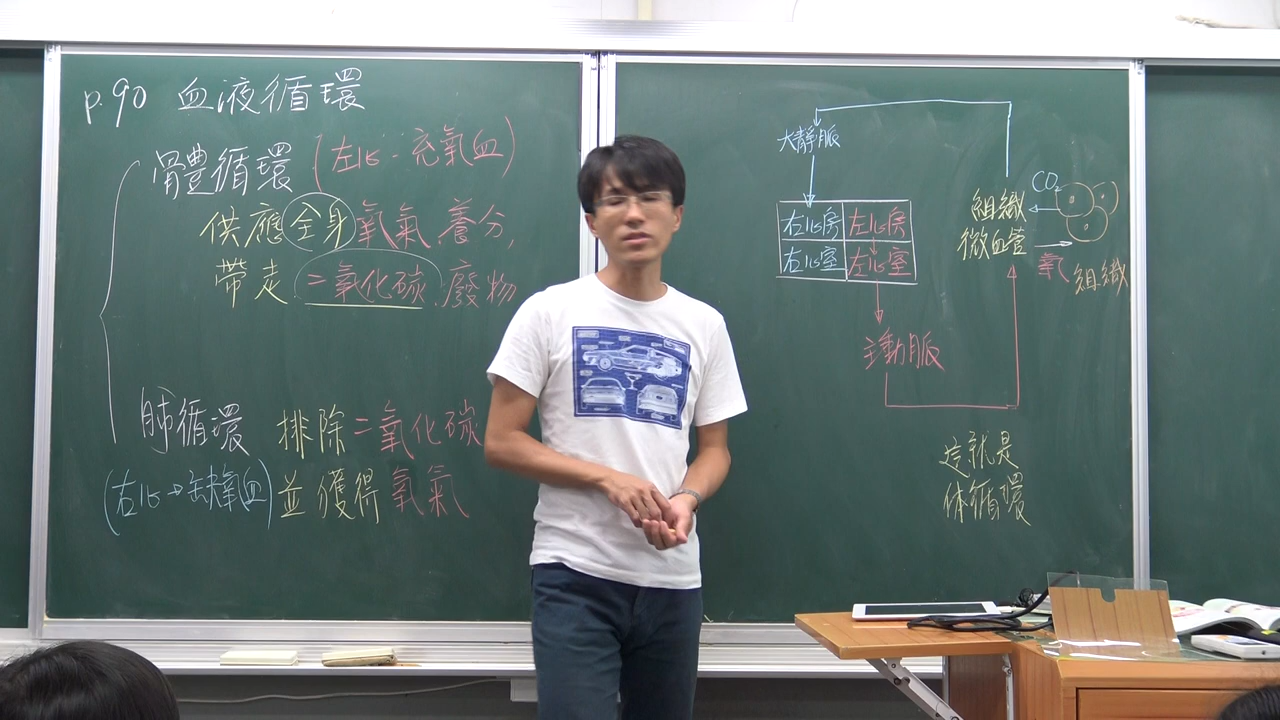 p.90 血液循環
體循環 (左心：充氧血)
供應全身氧氣、養分,
帶走二氧化碳、廢物
肺循環 排除二氧化碳
(右心→缺氧血) 並獲得氧氣
大靜脈
右心房 左心房
右心室 左心室
主動脈
組織
微血管
CO₂
氧
組織
這就是
体循環